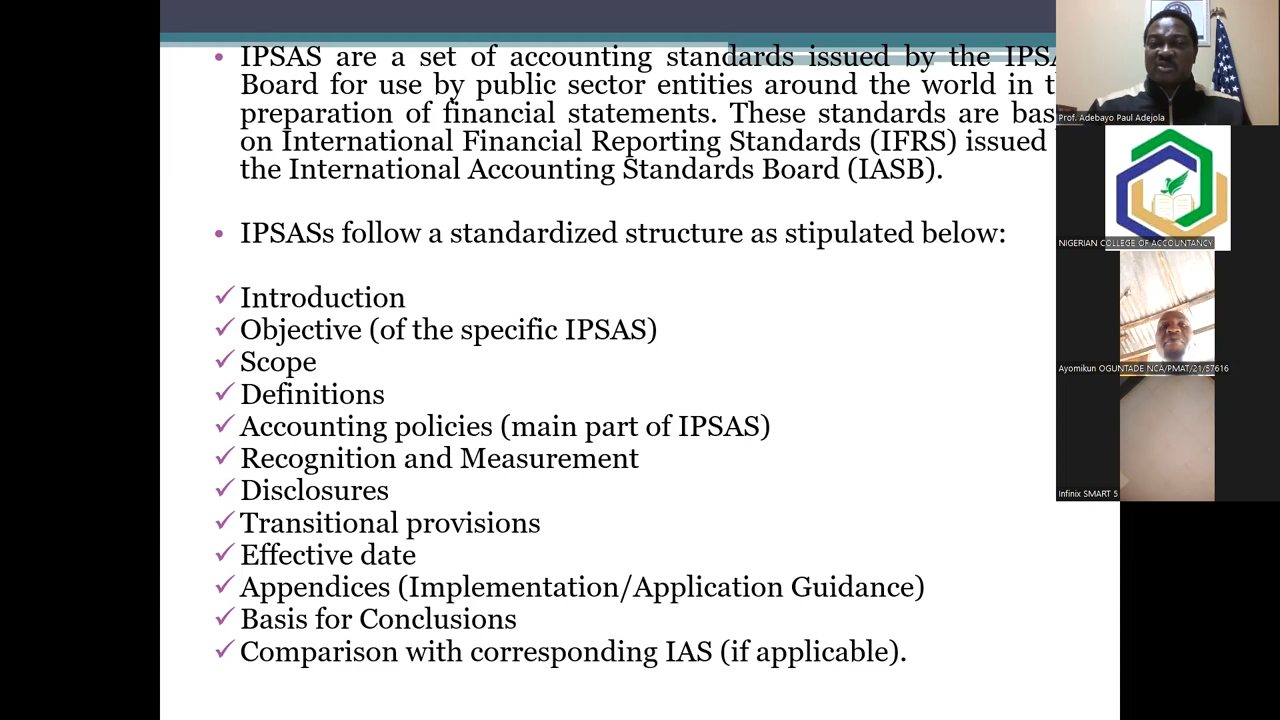 • IPSAS are a set of accounting standards issued by the IPSA
Board for use by public sector entities around the world in t
preparation of financial statements. These standards are bas
on International Financial Reporting Standards (IFRS) issued
the International Accounting Standards Board (IASB).
• IPSASs follow a standardized structure as stipulated below:
✓ Introduction
✓ Objective (of the specific IPSAS)
✓ Scope
✓ Definitions
✓ Accounting policies (main part of IPSAS)
✓ Recognition and Measurement
✓ Disclosures
✓ Transitional provisions
✓ Effective date
✓ Appendices (Implementation/Application Guidance)
✓ Basis for Conclusions
✓ Comparison with corresponding IAS (if applicable).
Prof. Adebayo Paul Adejola
NIGERIAN COLLEGE OF ACCOUNTANCY
Ayomikun OGUNTADE NCA/PMAT/21/57616
Infinix SMART 5